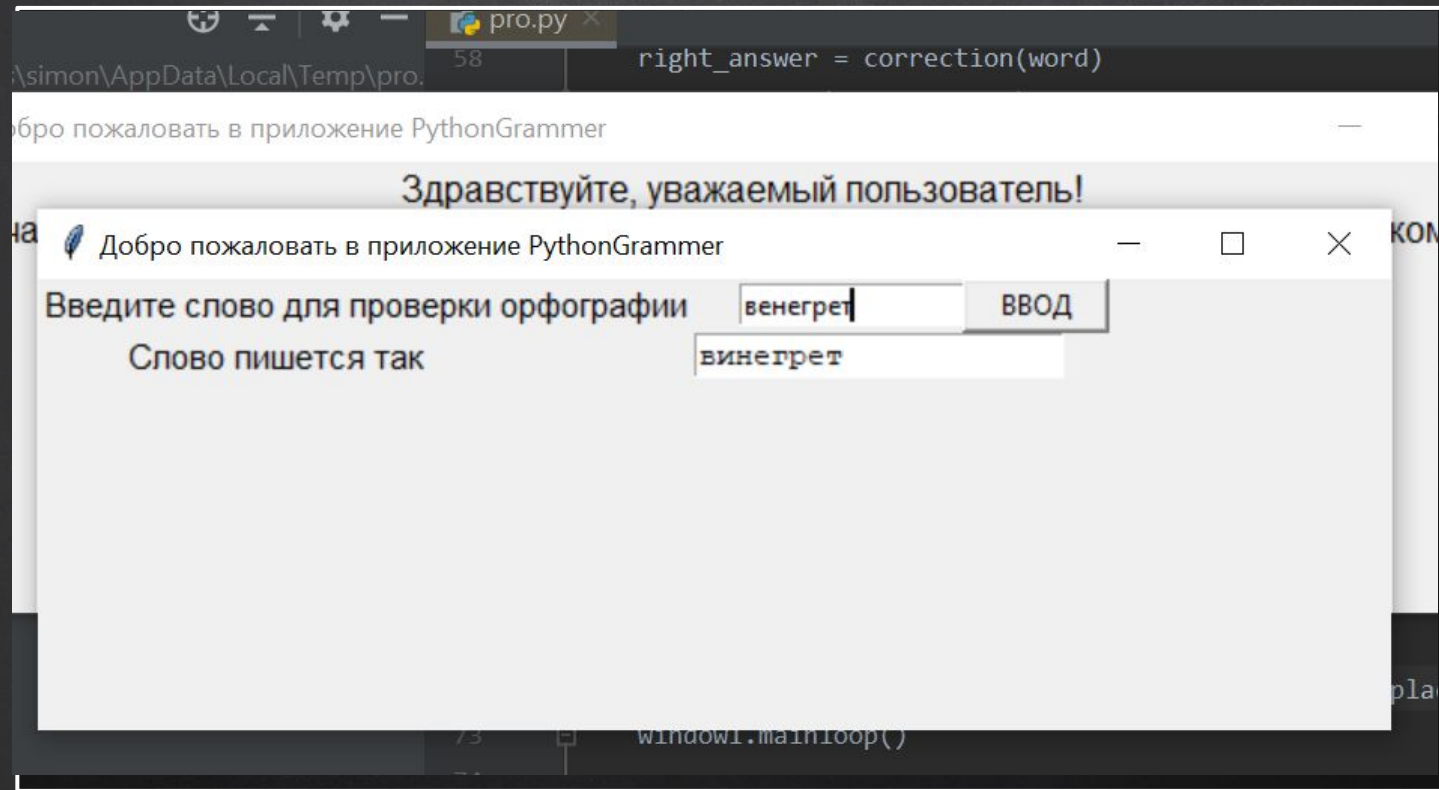 pro.py
58 right_answer = correction(word)
s\simon\AppData\Local\Temp\pro.
обро пожаловать в приложение PythonGrammer
Здравствуйте, уважаемый пользователь!
Добро пожаловать в приложение PythonGrammer
Введите слово для проверки орфографии венегрет ВВОД
Слово пишется так винегрет
plac
73 window1.mainloop()